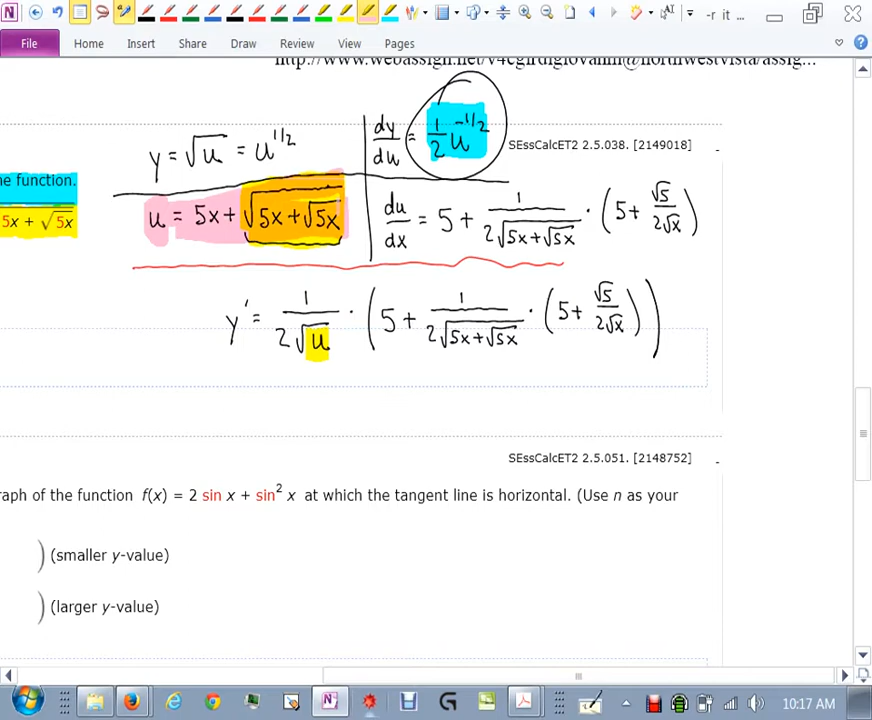 -r it ...
File Home Insert Share Draw Review View Pages
http://www.webassign.net/v4cgirdigiovanni@northwestvista/assig...
y = √u = u^1/2
dy/du = 1/2 u^-1/2
SEssCalcET2 2.5.038. [2149018]
he function.
5x + √5x
u = 5x + √5x+√5x
du/dx = 5 + 1/2√5x+√5x · (5 + √5/2√x)
y' = 1/2√u · (5 + 1/2√5x+√5x · (5 + √5/2√x))
SEssCalcET2 2.5.051. [2148752]
raph of the function f(x) = 2 sin x + sin² x at which the tangent line is horizontal. (Use n as your
) (smaller y-value)
) (larger y-value)
10:17 AM